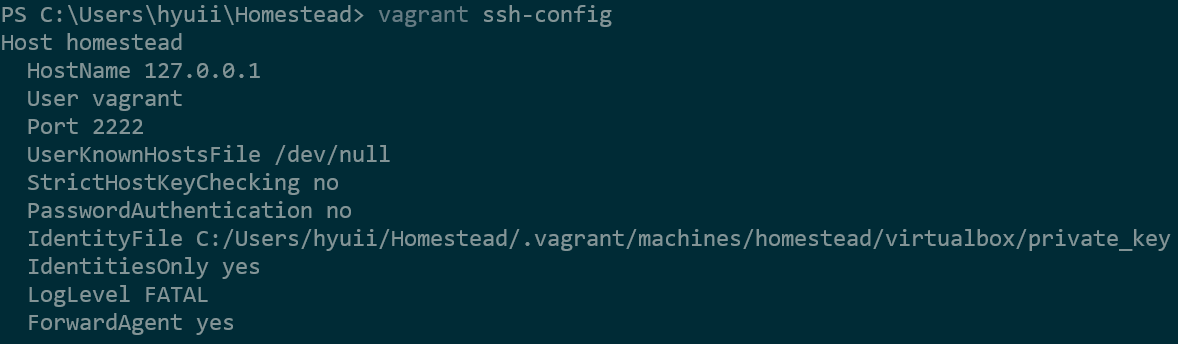 PS C:\Users\hyuii\Homestead> vagrant ssh-config
Host homestead
  HostName 127.0.0.1
  User vagrant
  Port 2222
  UserKnownHostsFile /dev/null
  StrictHostKeyChecking no
  PasswordAuthentication no
  IdentityFile C:/Users/hyuii/Homestead/.vagrant/machines/homestead/virtualbox/private_key
  IdentitiesOnly yes
  LogLevel FATAL
  ForwardAgent yes